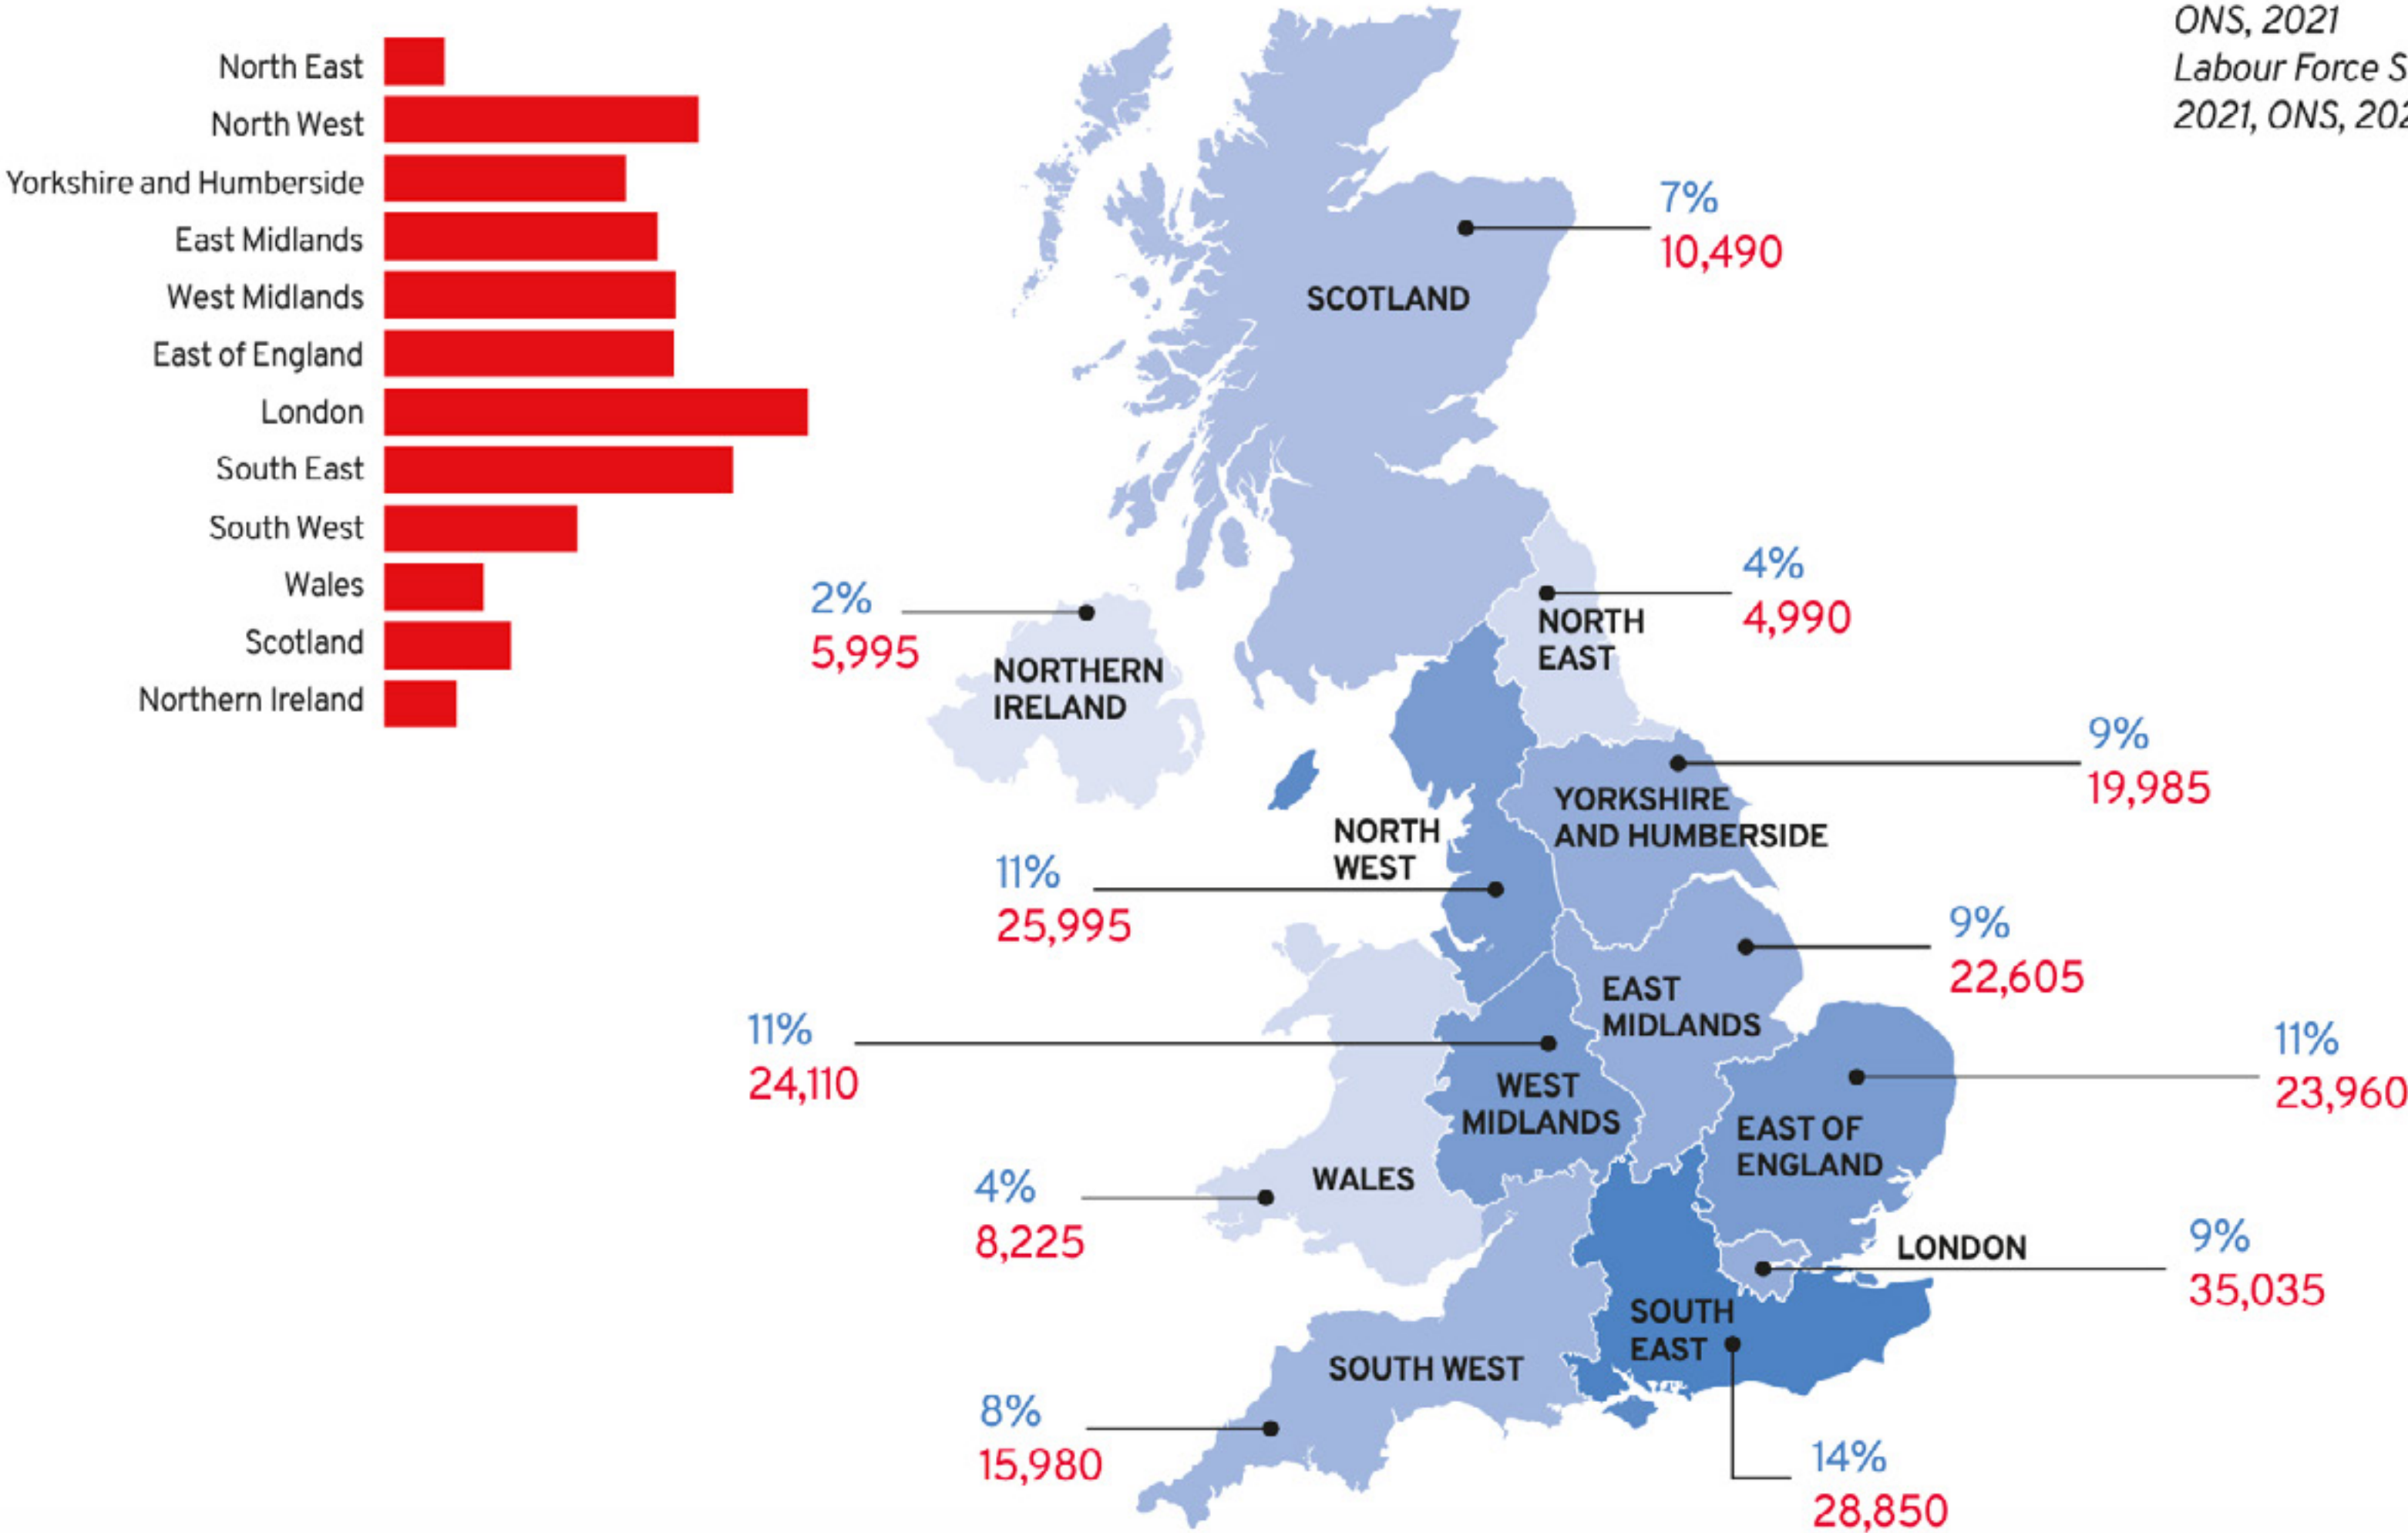 ONS, 2021
Labour Force
2021, ONS,
North East
North West
Yorkshire and Humberside
East Midlands
West Midlands
East of England
London
South East
South West
Wales
Scotland
Northern Ireland
7%
10,490
SCOTLAND
4%
4,990
NORTH
EAST
2%
5,995
NORTHERN
IRELAND
9%
19,985
YORKSHIRE
AND HUMBERSIDE
NORTH
WEST
11%
25,995
9%
22,605
EAST
MIDLANDS
11%
24,110
WEST
MIDLANDS
11%
23,960
EAST OF
ENGLAND
4%
8,225
WALES
LONDON
9%
35,035
SOUTH
EAST
SOUTH WEST
8%
15,980
14%
28,850